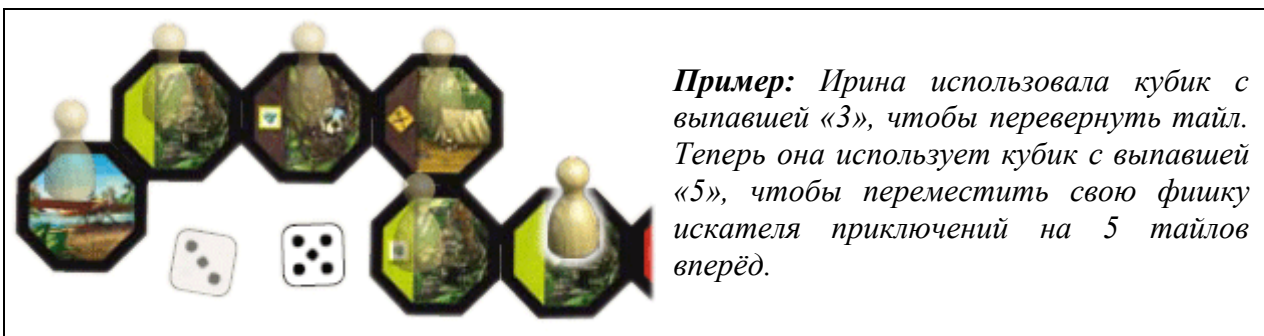 Пример: Ирина использовала кубик с
выпавшей «3», чтобы перевернуть тайл.
Теперь она использует кубик с выпавшей
«5», чтобы переместить свою фишку
искателя приключений на 5 тайлов
вперёд.